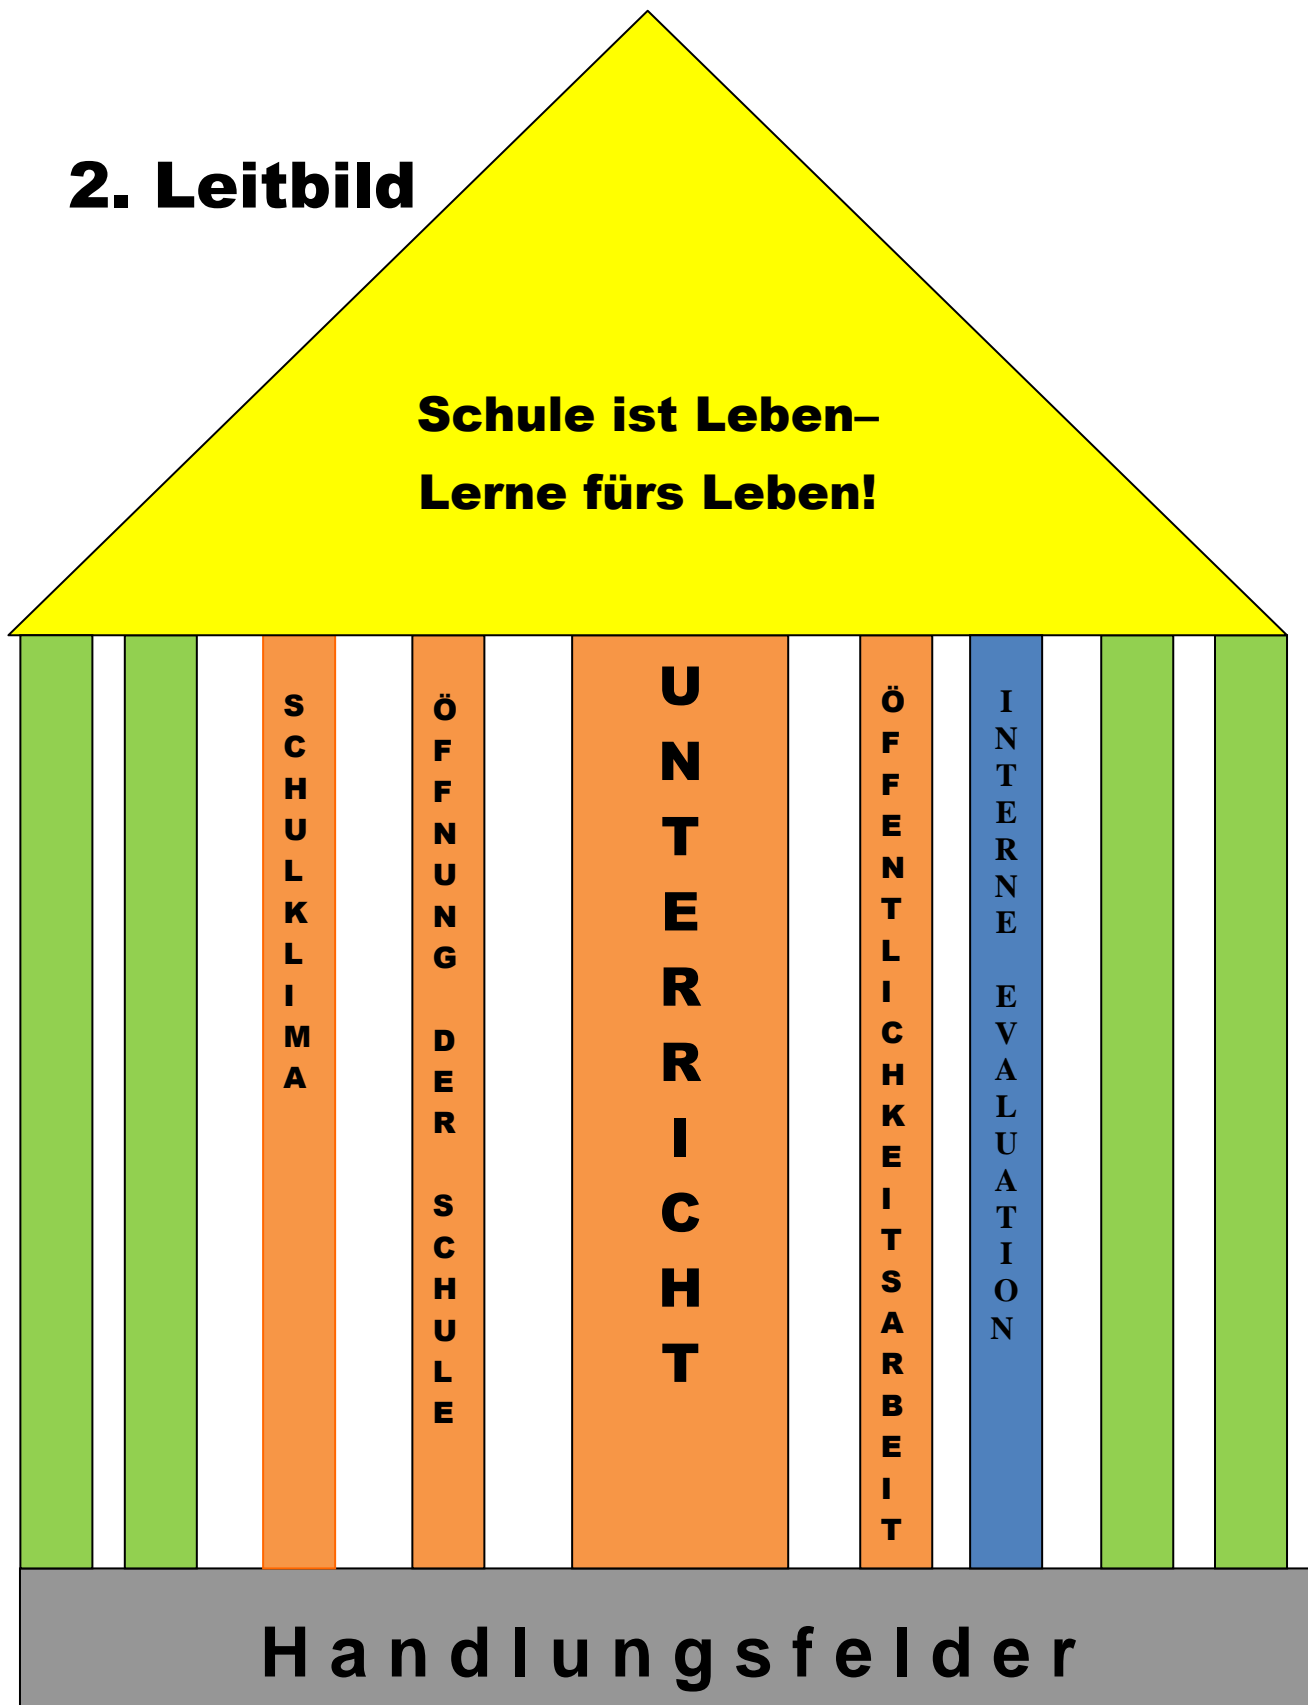 2. Leitbild
Schule ist Leben–
Lerne fürs Leben!
SCHULKLIMA
ÖFFNUNG DER SCHULE
UNTERRICHT
ÖFFENTLICHKEITSARBEIT
INTERNE EVALUATION
Handlungsfelder